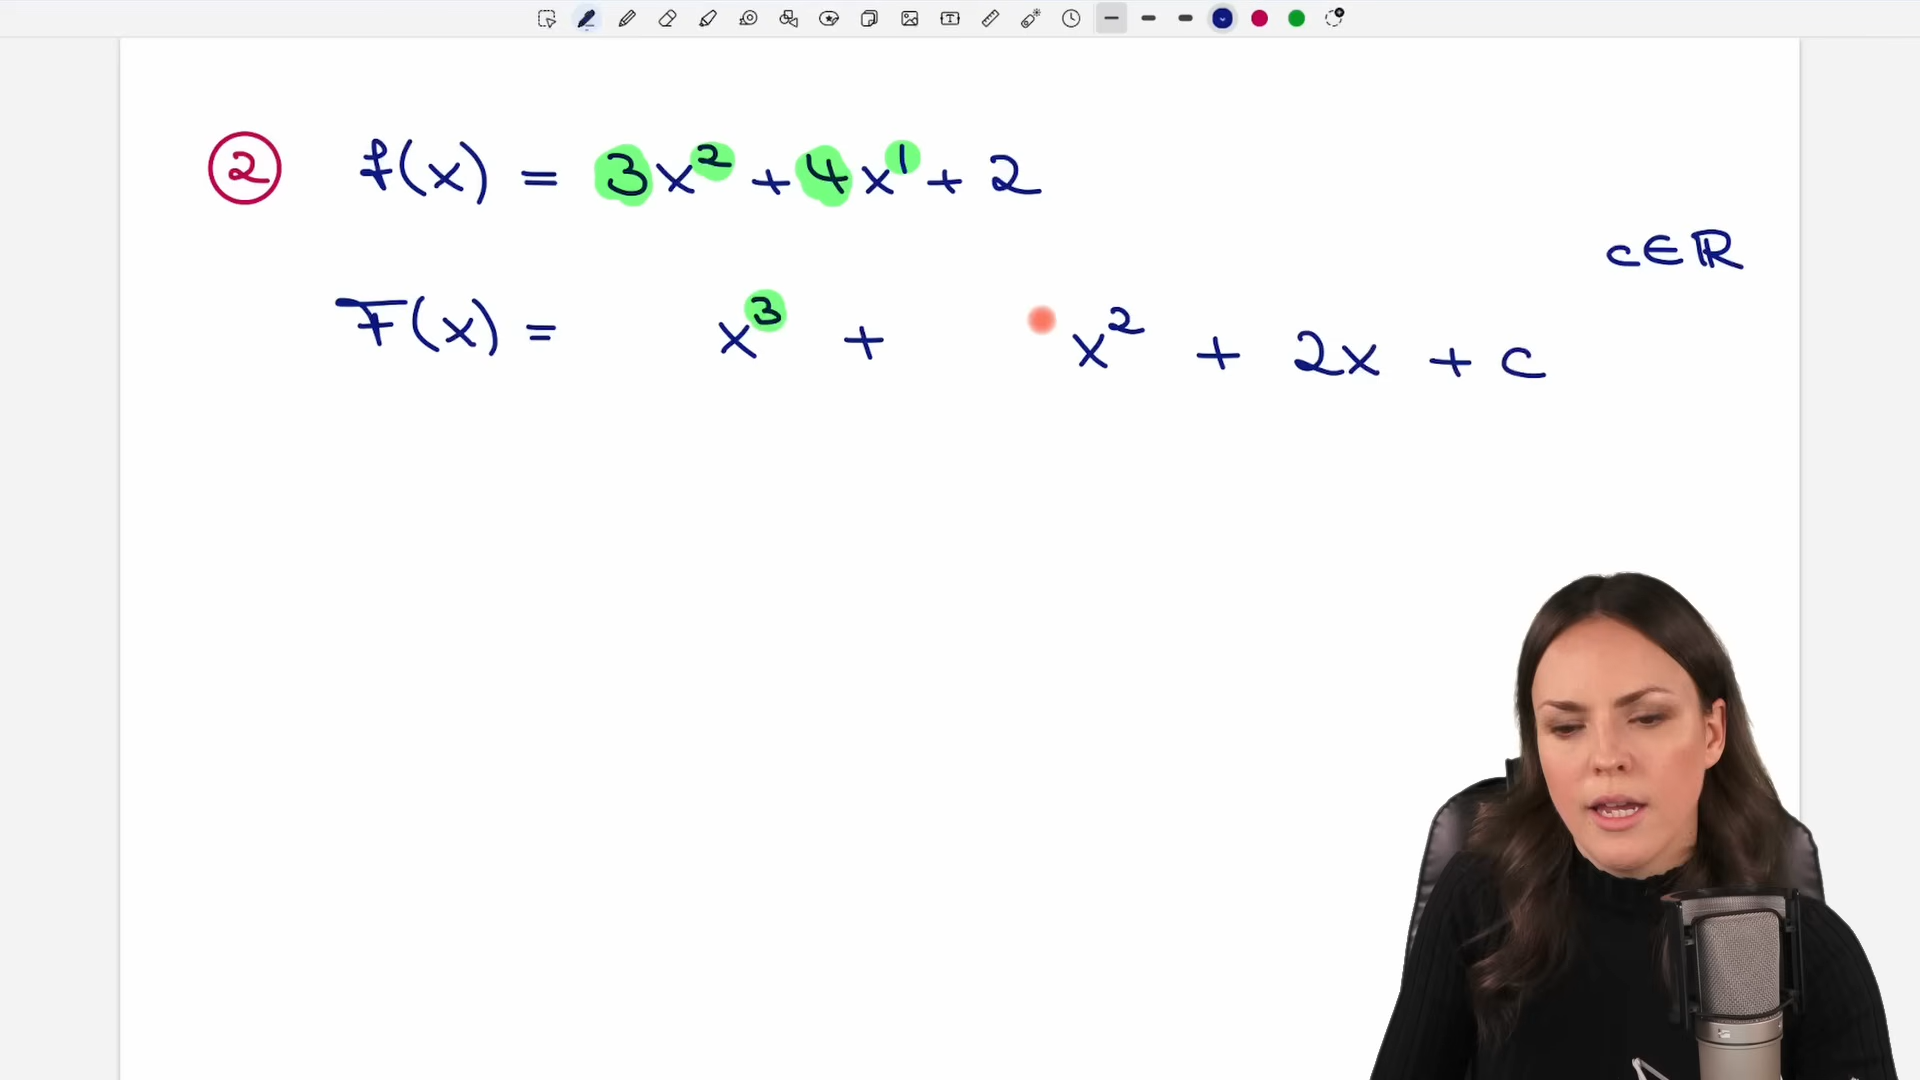 ② f(x) = 3x² + 4x¹ + 2
c∈ℝ
F(x) = x³ + x² + 2x + c